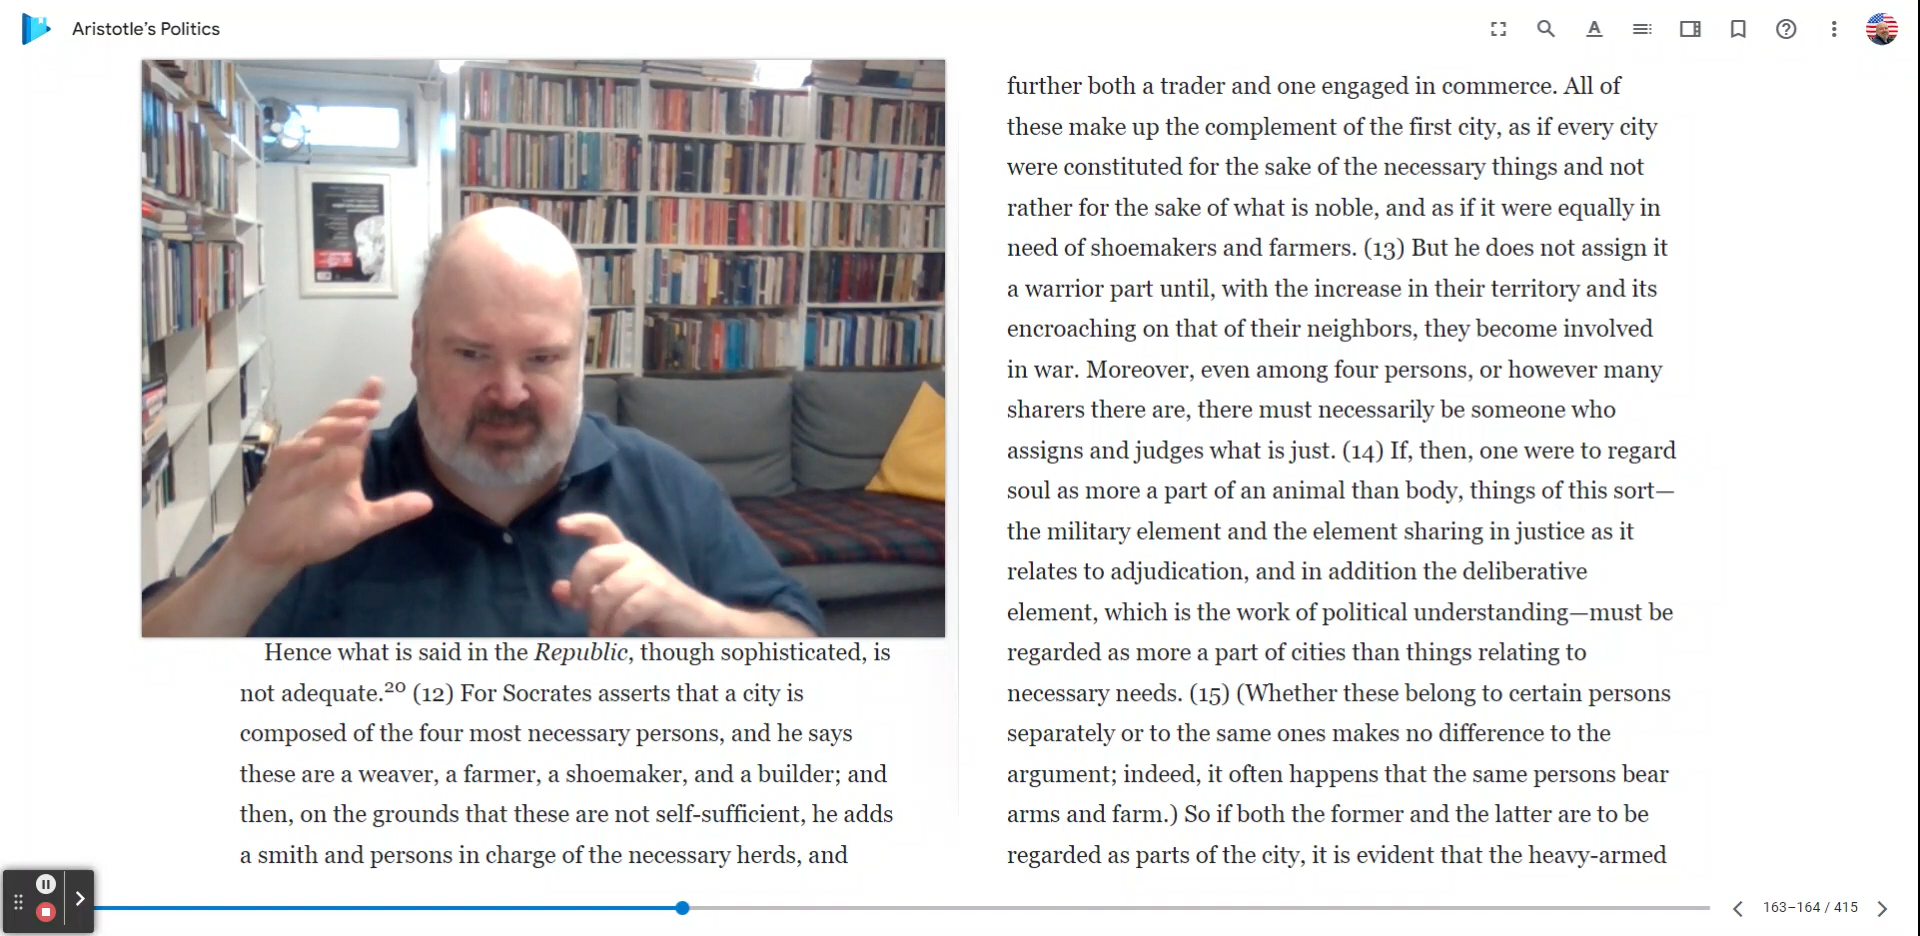 Aristotle’s Politics
Hence what is said in the Republic, though sophisticated, is
not adequate.20 (12) For Socrates asserts that a city is
composed of the four most necessary persons, and he says
these are a weaver, a farmer, a shoemaker, and a builder; and
then, on the grounds that these are not self-sufficient, he adds
a smith and persons in charge of the necessary herds, and
further both a trader and one engaged in commerce. All of
these make up the complement of the first city, as if every city
were constituted for the sake of the necessary things and not
rather for the sake of what is noble, and as if it were equally in
need of shoemakers and farmers. (13) But he does not assign it
a warrior part until, with the increase in their territory and its
encroaching on that of their neighbors, they become involved
in war. Moreover, even among four persons, or however many
sharers there are, there must necessarily be someone who
assigns and judges what is just. (14) If, then, one were to regard
soul as more a part of an animal than body, things of this sort—
the military element and the element sharing in justice as it
relates to adjudication, and in addition the deliberative
element, which is the work of political understanding—must be
regarded as more a part of cities than things relating to
necessary needs. (15) (Whether these belong to certain persons
separately or to the same ones makes no difference to the
argument; indeed, it often happens that the same persons bear
arms and farm.) So if both the former and the latter are to be
regarded as parts of the city, it is evident that the heavy-armed
163–164 / 415